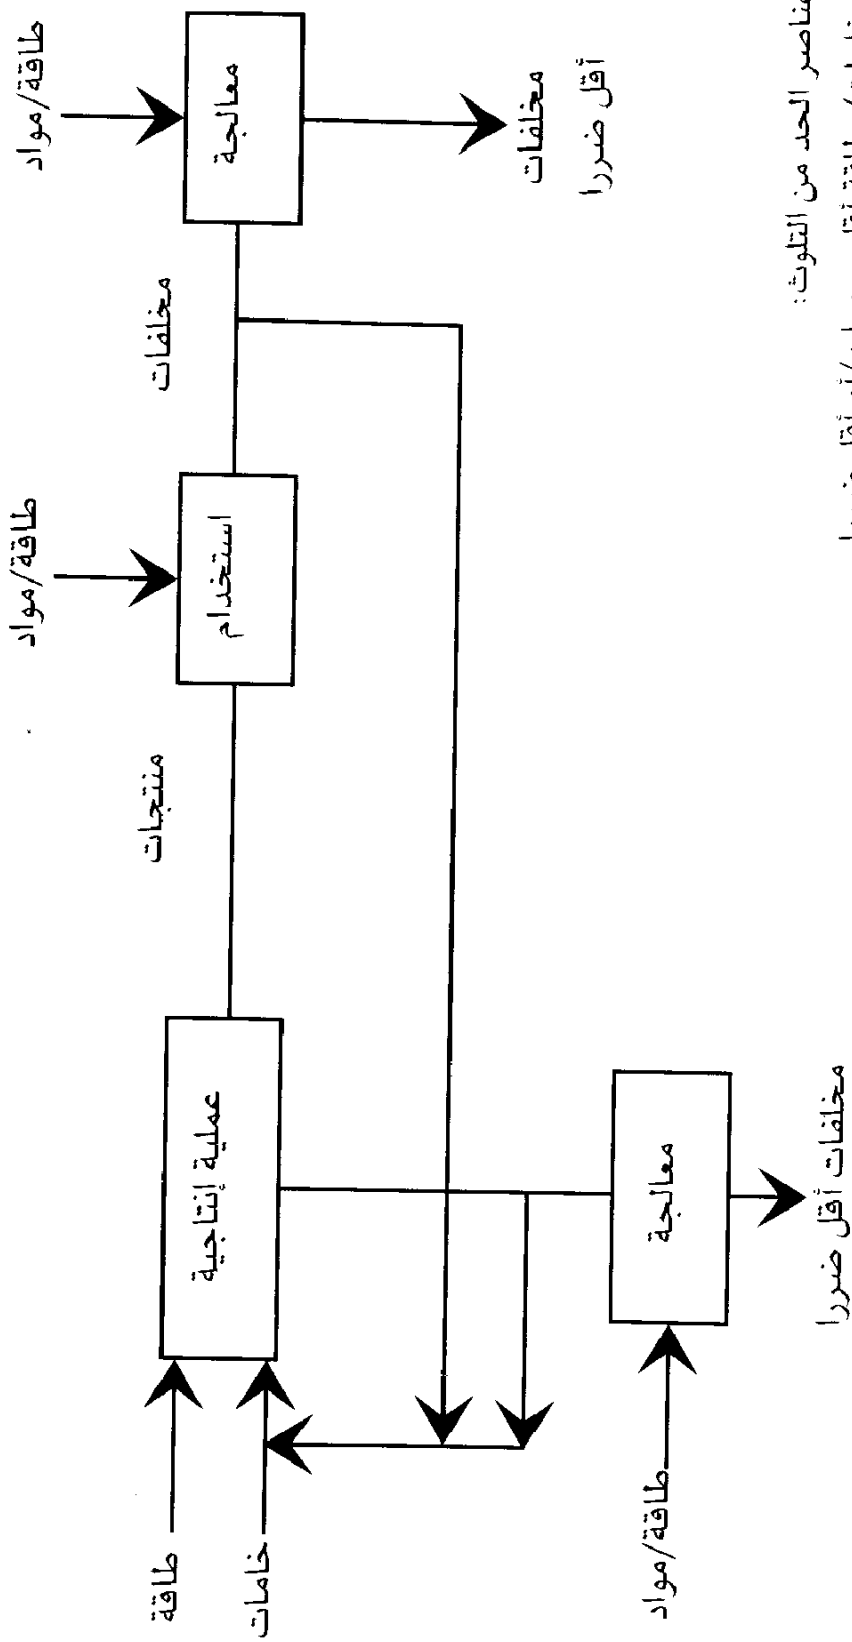 طاقة/مواد
معالجة
مخلفات
أقل ضررا
مخلفات
طاقة/مواد
استخدام
منتجات
عملية إنتاجية
طاقة
خامات
معالجة
طاقة/مواد
مخلفات أقل ضررا
الحد من التلوث: